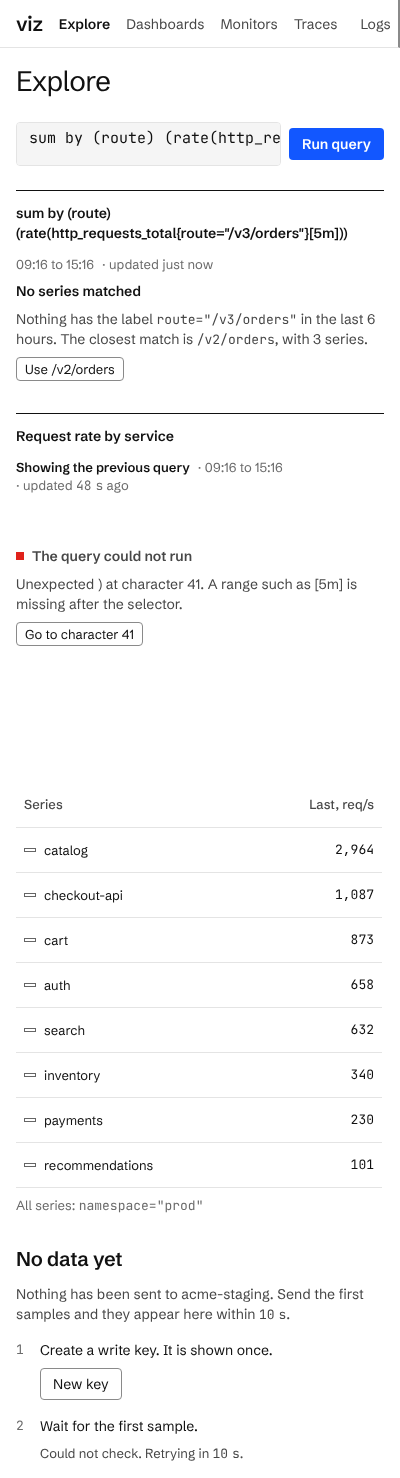 viz Explore Dashboards Monitors Traces Logs
Explore
sum by (route) (rate(http_re
Run query
sum by (route)
(rate(http_requests_total{route="/v3/orders"}[5m]))
09:16 to 15:16 · updated just now
No series matched
Nothing has the label route="/v3/orders" in the last 6
hours. The closest match is /v2/orders, with 3 series.
Use /v2/orders
Request rate by service
Showing the previous query · 09:16 to 15:16
· updated 48 s ago
The query could not run
Unexpected ) at character 41. A range such as [5m] is
missing after the selector.
Go to character 41
Series Last, req/s
catalog 2,964
checkout-api 1,087
cart 873
auth 658
search 632
inventory 340
payments 230
recommendations 101
All series: namespace="prod"
No data yet
Nothing has been sent to acme-staging. Send the first
samples and they appear here within 10 s.
1 Create a write key. It is shown once.
New key
2 Wait for the first sample.
Could not check. Retrying in 10 s.